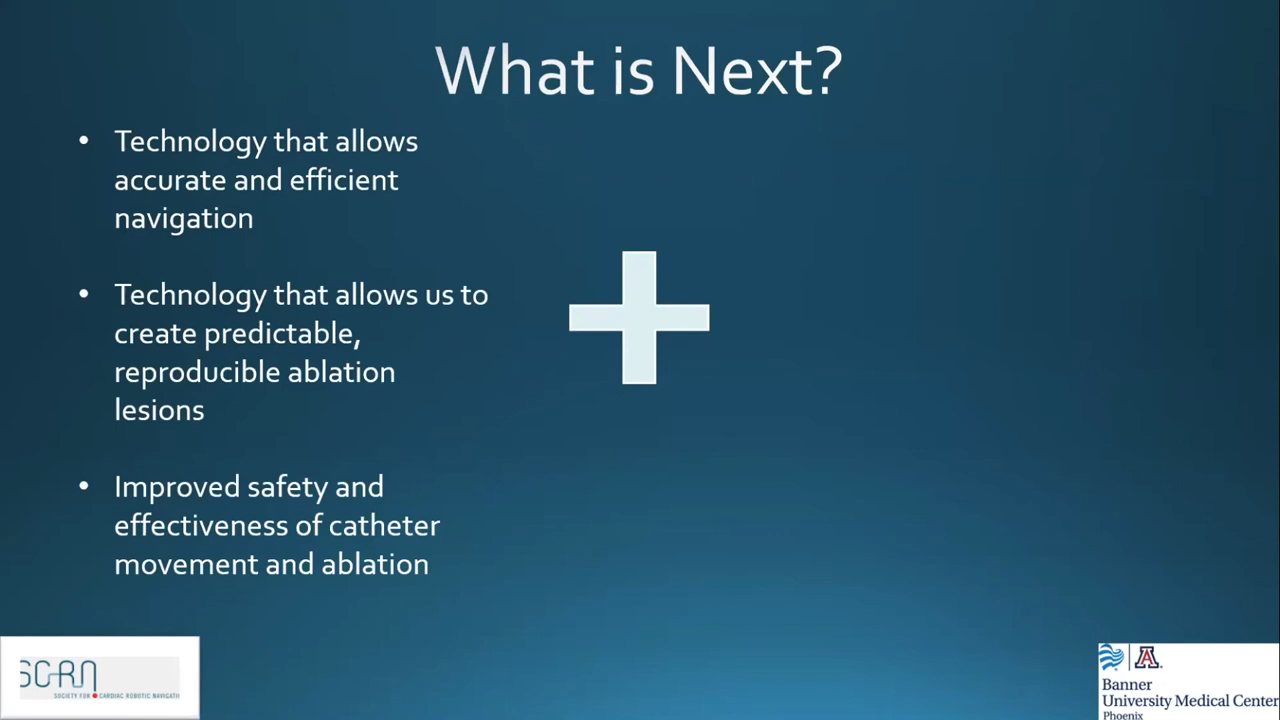 What is Next?
• Technology that allows
accurate and efficient
navigation
• Technology that allows us to
create predictable,
reproducible ablation
lesions
• Improved safety and
effectiveness of catheter
movement and ablation
SCRN
SOCIETY FOR CARDIAC ROBOTIC NAVIGATI
A
Banner
University Medical Center
Phoenix